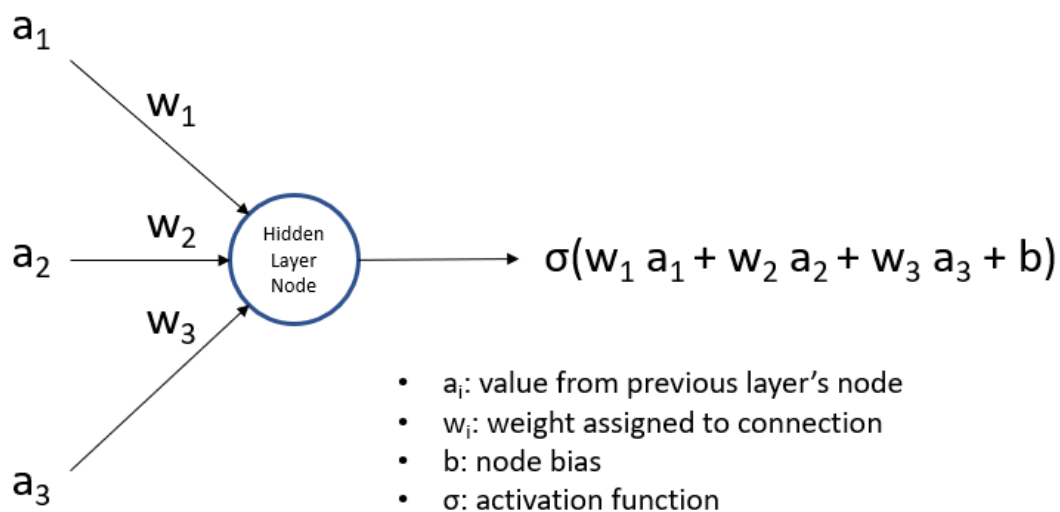 a₁
w₁
w₂
a₂
Hidden
Layer
Node
σ(w₁ a₁ + w₂ a₂ + w₃ a₃ + b)
w₃
a₃
• aᵢ: value from previous layer’s node
• wᵢ: weight assigned to connection
• b: node bias
• σ: activation function